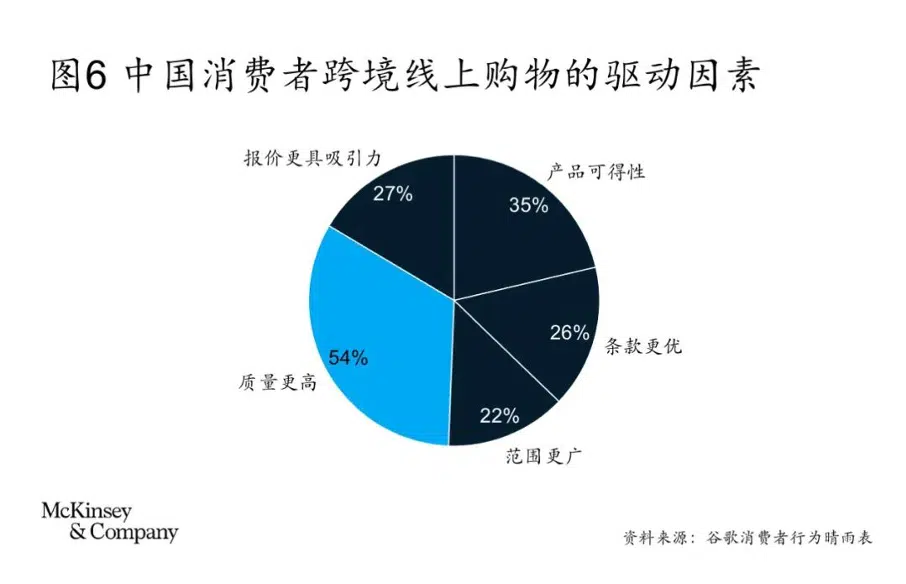 图6 中国消费者跨境线上购物的驱动因素
报价更具吸引力
27%
产品可得性
35%
26%
条款更优
54%
质量更高
22%
范围更广
McKinsey
& Company
资料来源：谷歌消费者行为晴雨表